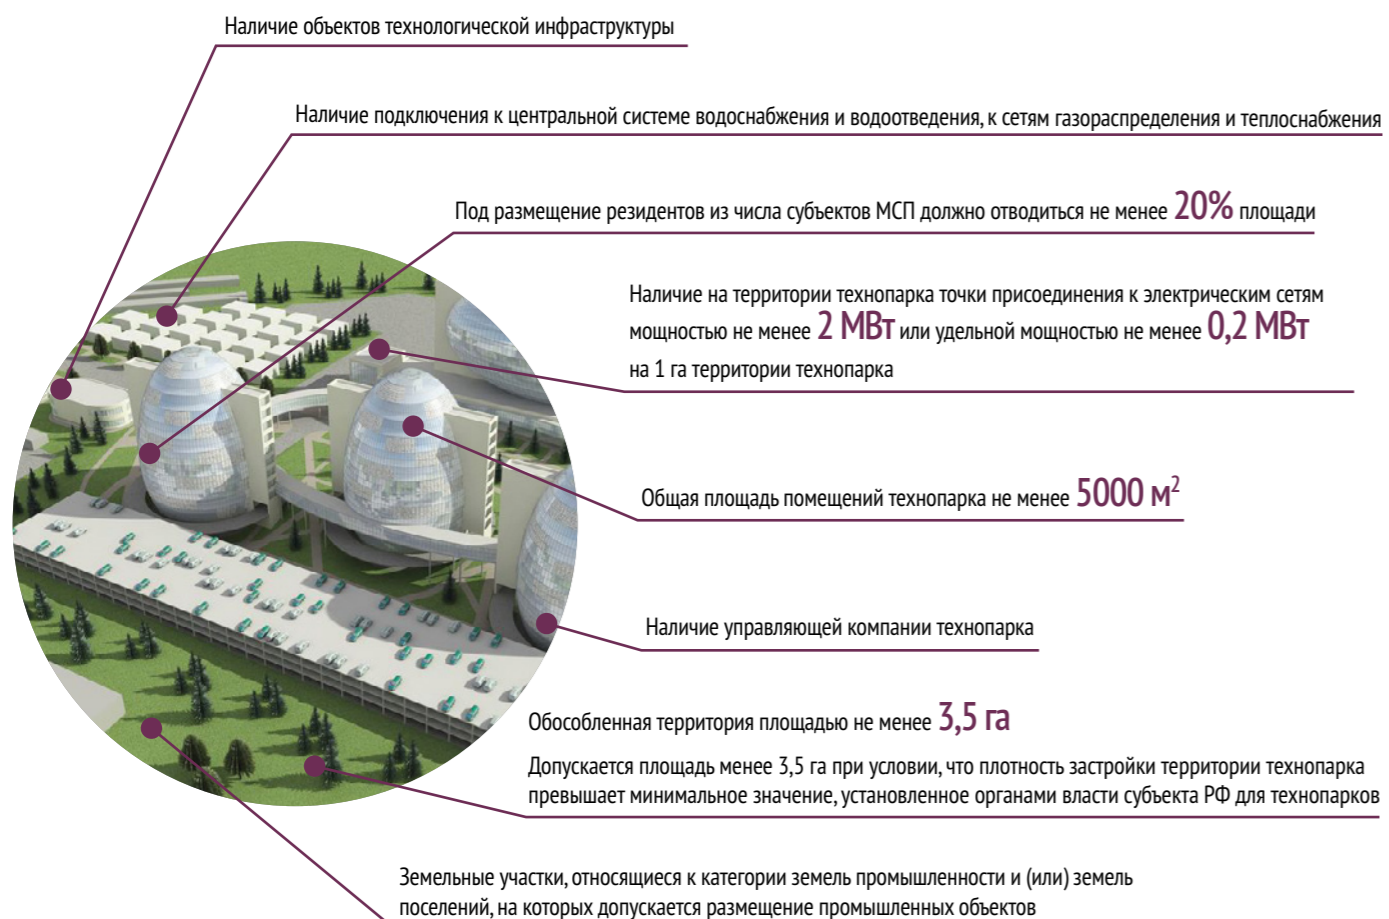 Наличие объектов технологической инфраструктуры
Наличие подключения к центральной системе водоснабжения и водоотведения, к сетям газораспределения и теплоснабжения
Под размещение резидентов из числа субъектов МСП должно отводиться не менее 20% площади
Наличие на территории технопарка точки присоединения к электрическим сетям
мощностью не менее 2 МВт или удельной мощностью не менее 0,2 МВт
на 1 га территории технопарка
Общая площадь помещений технопарка не менее 5000 м²
Наличие управляющей компании технопарка
Обособленная территория площадью не менее 3,5 га
Допускается площадь менее 3,5 га при условии, что плотность застройки территории технопарка
превышает минимальное значение, установленное органами власти субъекта РФ для технопарков
Земельные участки, относящиеся к категории земель промышленности и (или) земель
поселений, на которых допускается размещение промышленных объектов